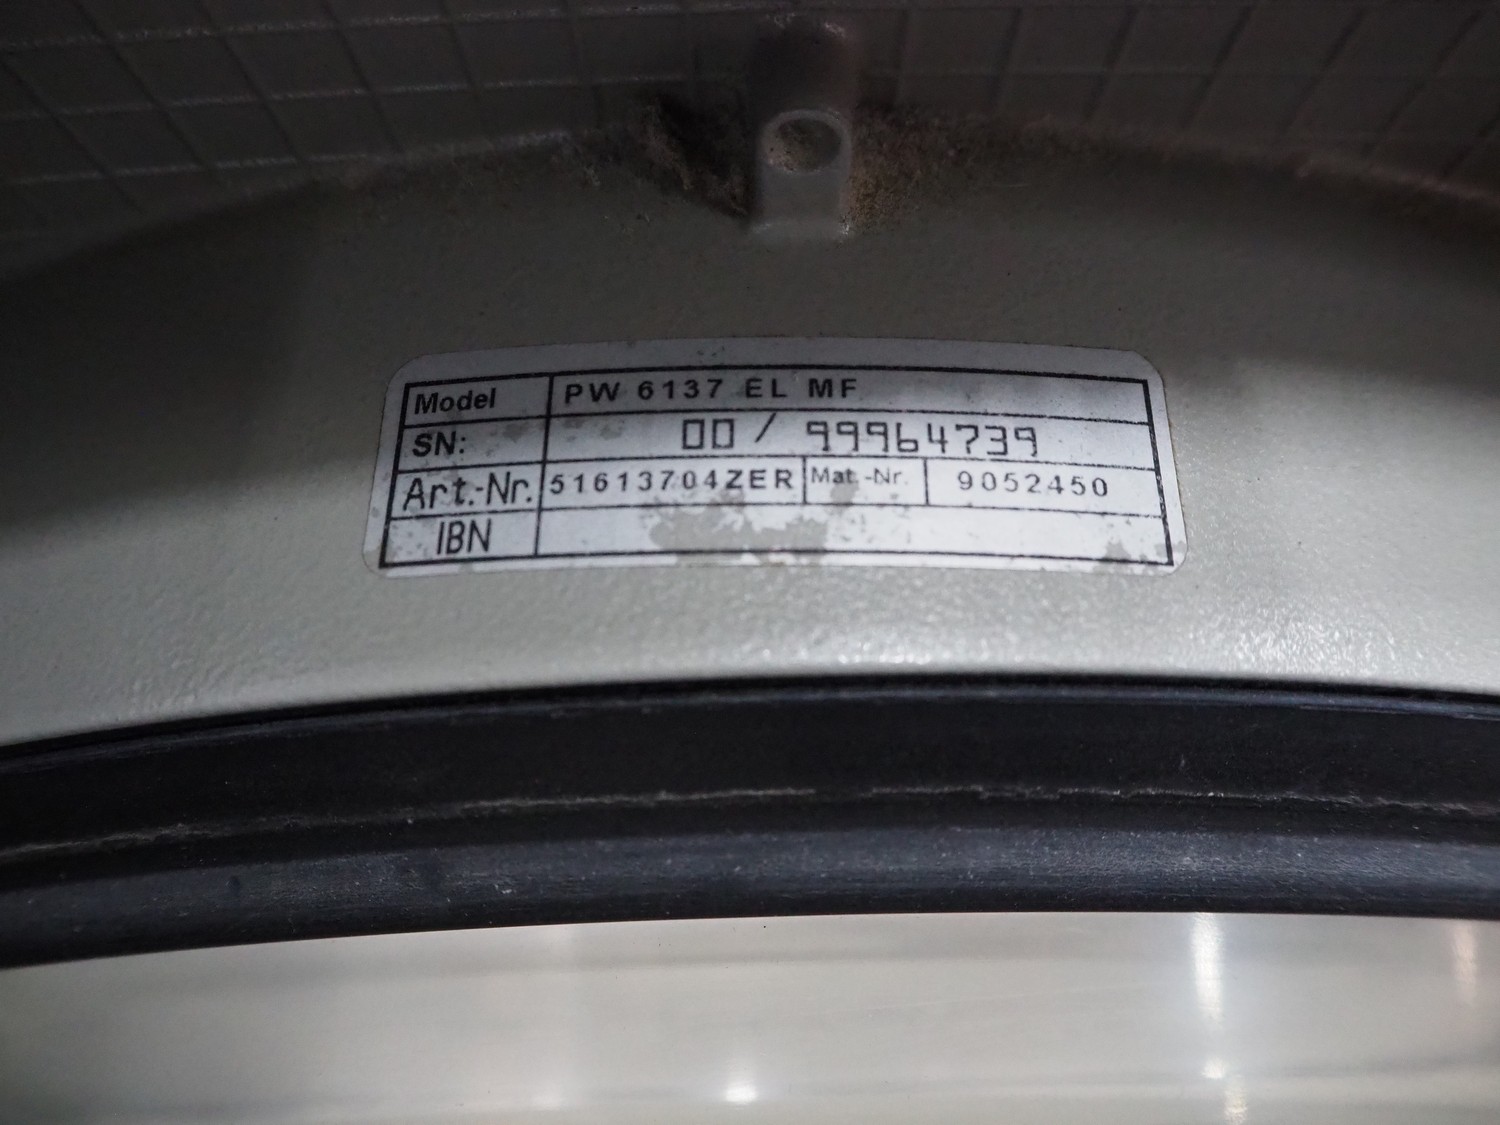 Model PW 6137 EL MF
SN: 00 / 99964739
Art.-Nr. 51613704ZER Mat.-Nr. 9052450
IBN